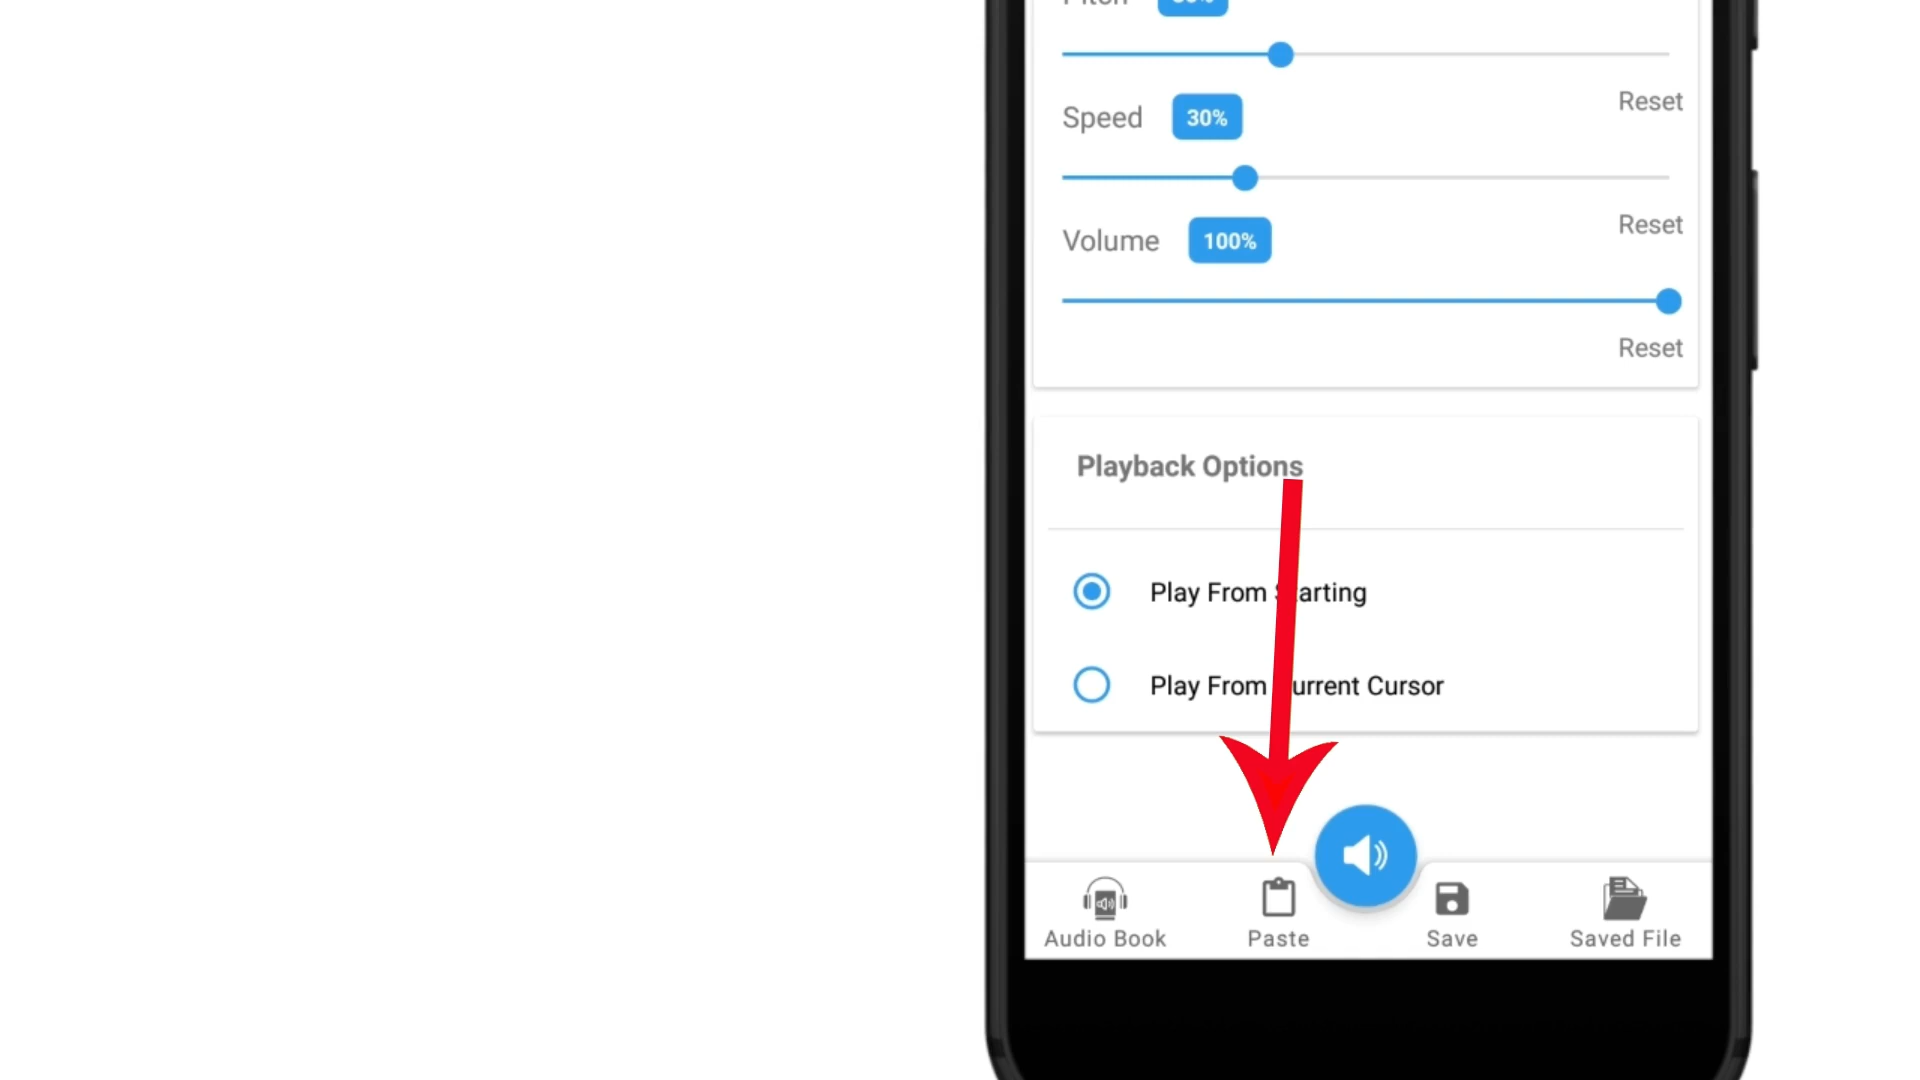 Speed 30%
Reset
Volume 100%
Reset
Reset
Playback Options
Play From Starting
Play From Current Cursor
Audio Book
Paste
Save
Saved File